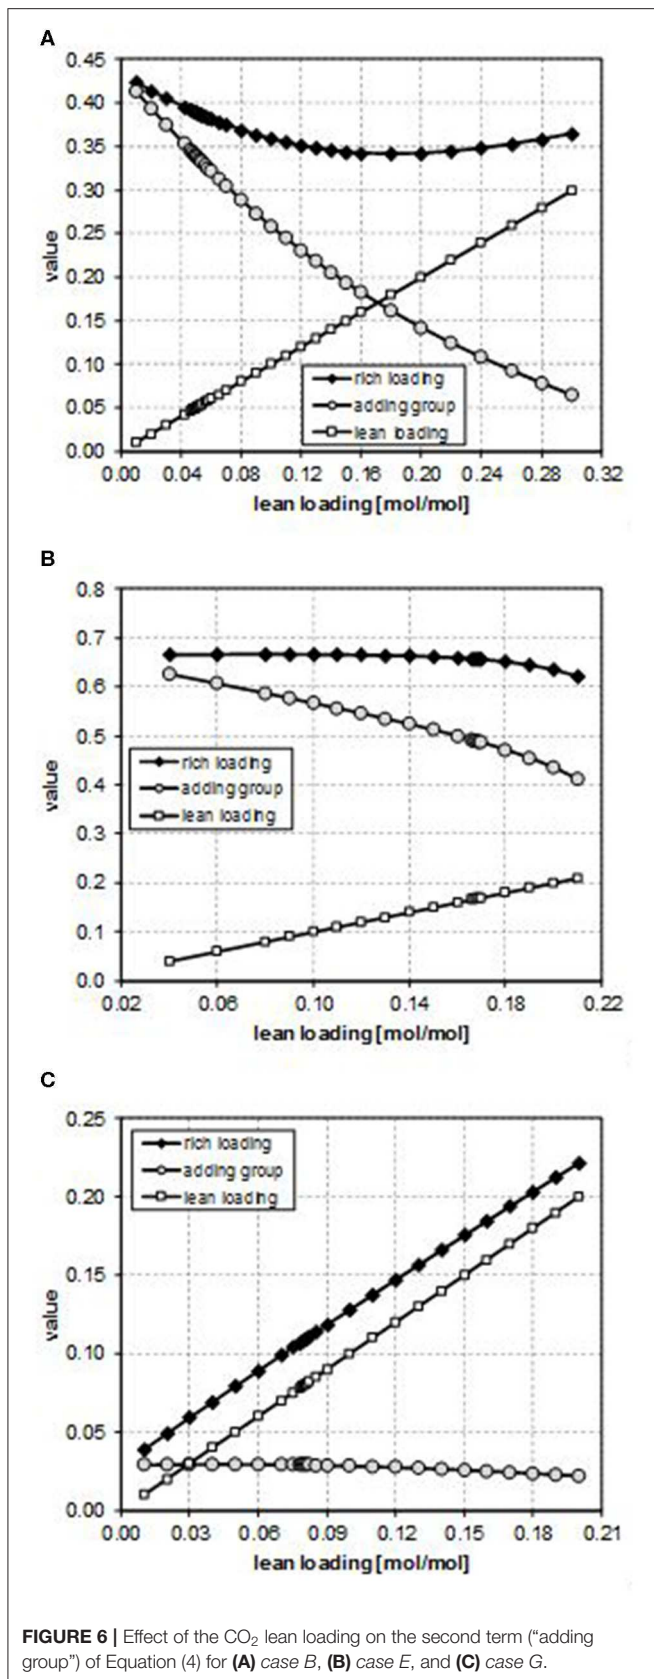 A
0.45
0.40
0.35
0.30
0.25
0.20
0.15
0.10
0.05
0.00
value
rich loading
adding group
lean loading
0.00 0.04 0.08 0.12 0.16 0.20 0.24 0.28 0.32
lean loading [mol/mol]
B
0.8
0.7
0.6
0.5
0.4
0.3
0.2
0.1
0.0
value
rich loading
adding group
lean loading
0.02 0.06 0.10 0.14 0.18 0.22
lean loading [mol/mol]
C
0.25
0.20
0.15
0.10
0.05
0.00
value
rich loading
adding group
lean loading
0.00 0.03 0.06 0.09 0.12 0.15 0.18 0.21
lean loading [mol/mol]
FIGURE 6 | Effect of the CO₂ lean loading on the second term (“adding
group”) of Equation (4) for (A) case B, (B) case E, and (C) case G.